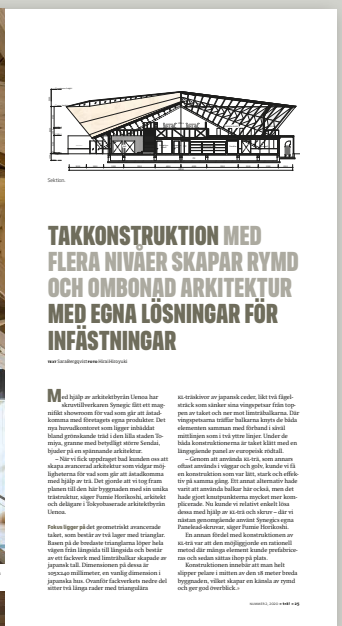 Sektion.
TAKKONSTRUKTION MED
FLERA NIVÅER SKAPAR RYMD
OCH OMBONAD ARKITEKTUR
MED EGNA LÖSNINGAR FÖR
INFÄSTNINGAR
TEXT Sara Bergqvist FOTO Hiroi Hiroyuki
Med hjälp av arkitektbyrån Uenoa har
skruvtillverkaren Synegic fått ett mag-
nifikt showroom för vad som går att åstad-
komma med företagets egna produkter. Det
nya huvudkontoret som ligger inbäddat
bland grönskande träd i den lilla staden To-
miya, granne med betydligt större Sendai,
bjuder på en spännande arkitektur.
– När vi fick uppdraget bad kunden oss att
skapa avancerad arkitektur som vidgar möj-
ligheterna för vad som går att åstadkomma
med hjälp av trä. Det gjorde att vi tog fram
planen till den här byggnaden med sin unika
trästruktur, säger Fumie Horikoshi, arkitekt
och delägare i Tokyobaserade arkitektbyrån
Uenoa.
Fokus ligger på det geometriskt avancerade
taket, som består av två lager med trianglar.
Basen på de bredaste trianglarna löper hela
vägen från långsida till långsida och består
av ett fackverk med limträbalkar skapade av
japansk tall. Dimensionen på dessa är
105x240 millimeter, en vanlig dimension i
japanska hus. Ovanför fackverkets nedre del
sitter två långa rader med triangulära
KL-träskivor av japansk ceder, likt två fågel-
sträck som sänker sina vingspetsar från top-
pen av taket och ner mot limträbalkarna. Där
vingspetsarna träffar balkarna knyts de båda
elementen samman med förband i såväl
mittlinjen som i två yttre linjer. Under de
båda konstruktionerna är taket klätt med en
längsgående panel av europeisk rödtall.
– Genom att använda KL-trä, som annars
oftast används i väggar och golv, kunde vi få
en konstruktion som var lätt, stark och effek-
tiv på samma gång. Ett annat alternativ hade
varit att använda balkar här också, men det
hade gjort knutpunkterna mycket mer kom-
plicerade. Nu kunde vi relativt enkelt lösa
dessa med hjälp av KL-trä och skruv – där vi
nästan genomgående använt Synegics egna
Panelead-skruvar, säger Fumie Horikoshi.
En annan fördel med konstruktionen av
KL-trä var att den möjliggjorde en rationell
metod där många element kunde prefabrice-
ras och sedan sättas ihop på plats.
Konstruktionen innebär att man helt
slipper pelare i mitten av den 18 meter breda
byggnaden, vilket skapar en känsla av rymd
och ger god överblick.